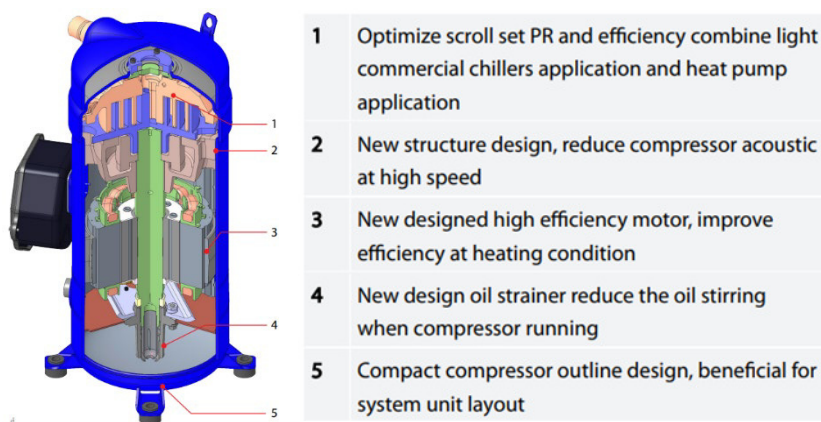 1
2
3
4
5
1 Optimize scroll set PR and efficiency combine light
commercial chillers application and heat pump
application
2 New structure design, reduce compressor acoustic
at high speed
3 New designed high efficiency motor, improve
efficiency at heating condition
4 New design oil strainer reduce the oil stirring
when compressor running
5 Compact compressor outline design, beneficial for
system unit layout